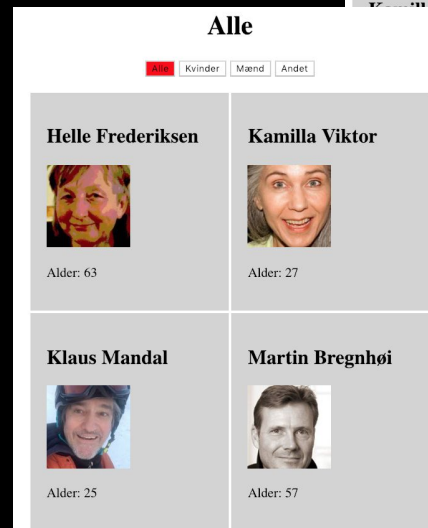 Alle
Alle Kvinder Mænd Andet
Helle Frederiksen Kamilla Viktor
Alder: 63 Alder: 27
Klaus Mandal Martin Bregnhøi
Alder: 25 Alder: 57